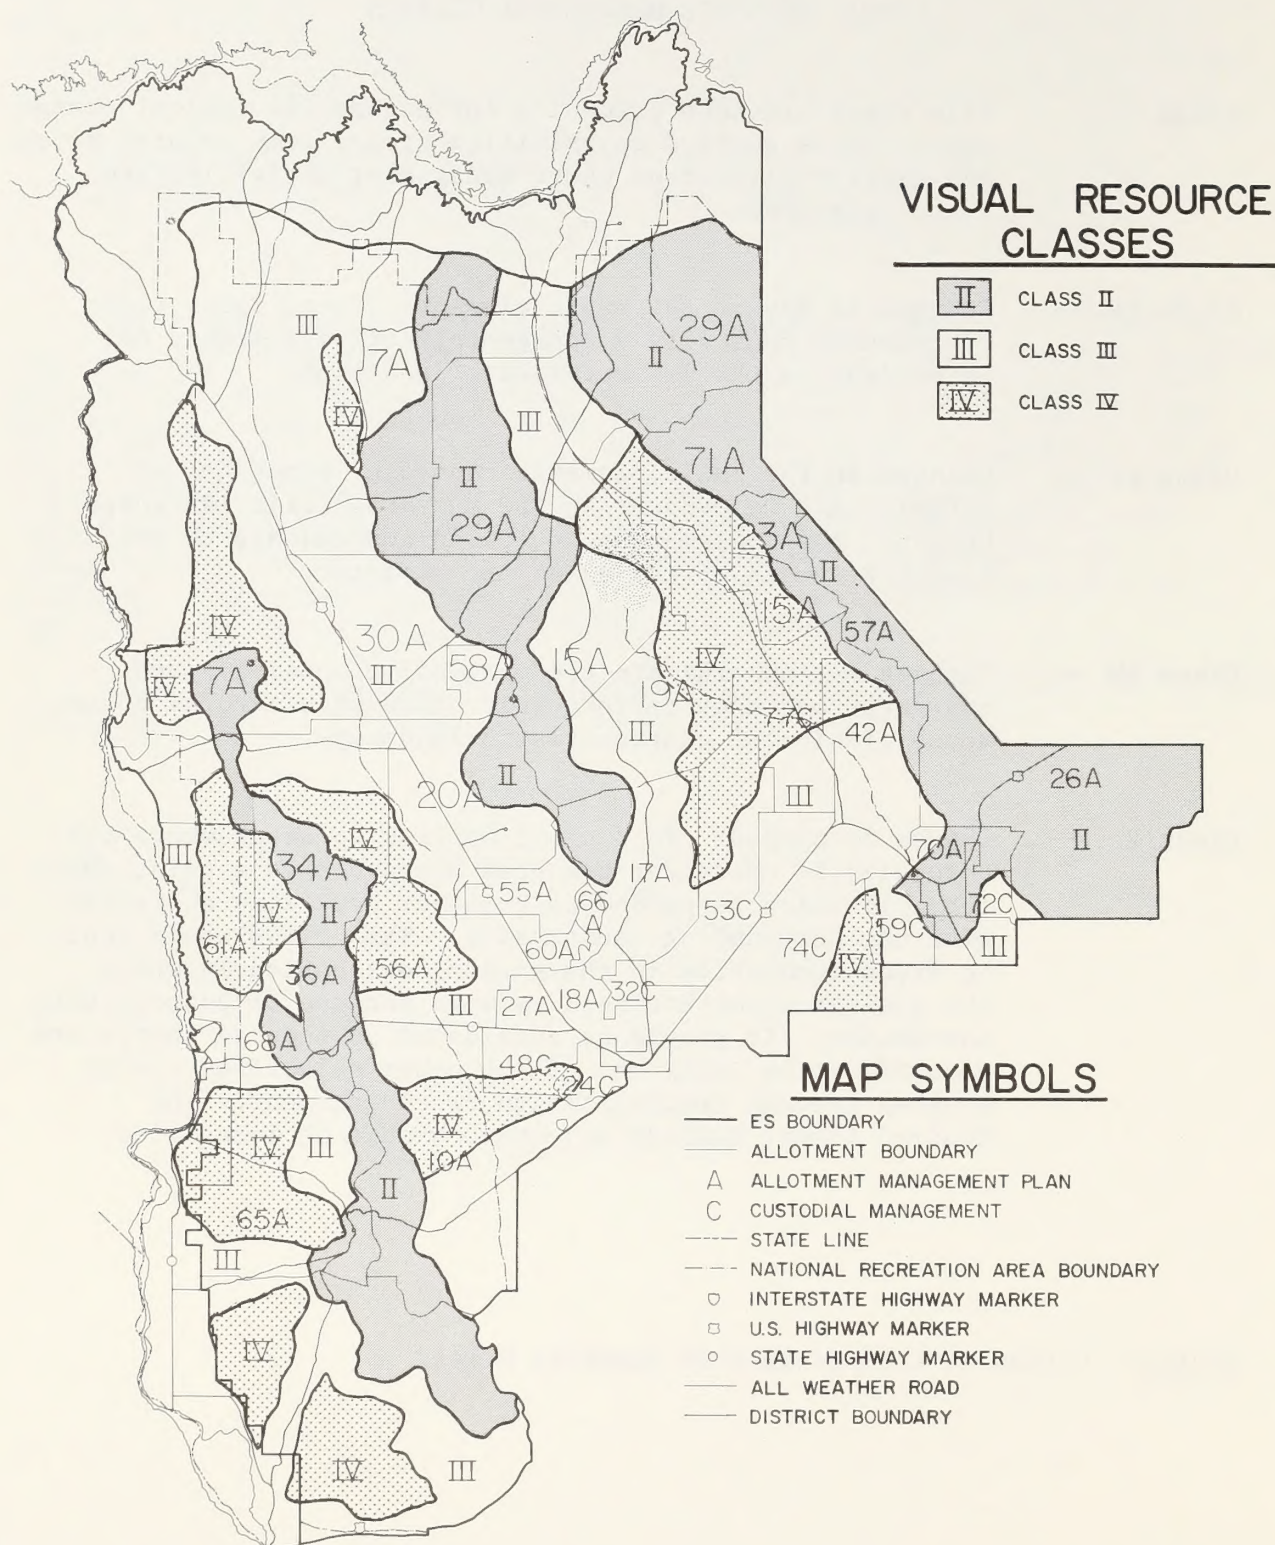 VISUAL RESOURCE
CLASSES
II CLASS II
III CLASS III
IV CLASS IV
29A
III
7A
II
IV
III
71A
II
29A
23A
II
15A
57A
IV
30A
III
58A
15A
IV
7A
IV
19A
III
77C
42A
26A
II
20A
III
II
IV
III
34A
70A
II
55A
17A
66
A
53C
72C
IV
61A
60A
59C
74C
III
36A
56A
IV
III
27A
18A
32C
68A
48C
24C
IV
III
IV
10A
II
65A
III
IV
IV
III
MAP SYMBOLS
ES BOUNDARY
ALLOTMENT BOUNDARY
A ALLOTMENT MANAGEMENT PLAN
C CUSTODIAL MANAGEMENT
STATE LINE
NATIONAL RECREATION AREA BOUNDARY
INTERSTATE HIGHWAY MARKER
U.S. HIGHWAY MARKER
STATE HIGHWAY MARKER
ALL WEATHER ROAD
DISTRICT BOUNDARY